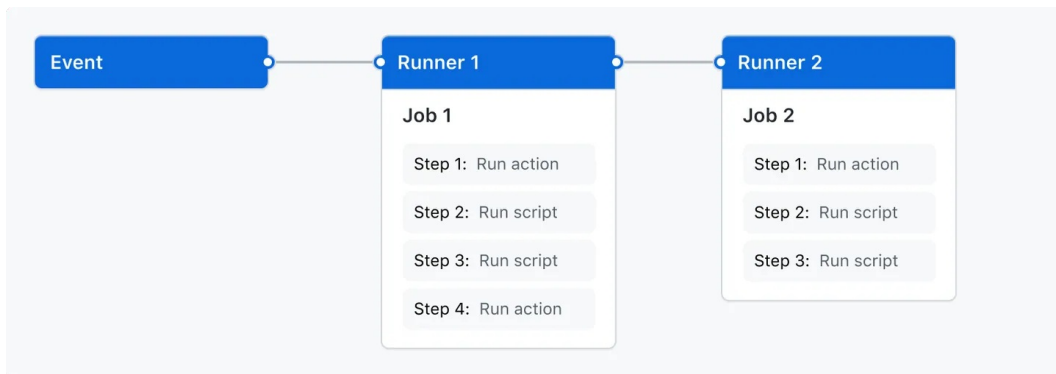 Event
Runner 1
Job 1
Step 1: Run action
Step 2: Run script
Step 3: Run script
Step 4: Run action
Runner 2
Job 2
Step 1: Run action
Step 2: Run script
Step 3: Run script